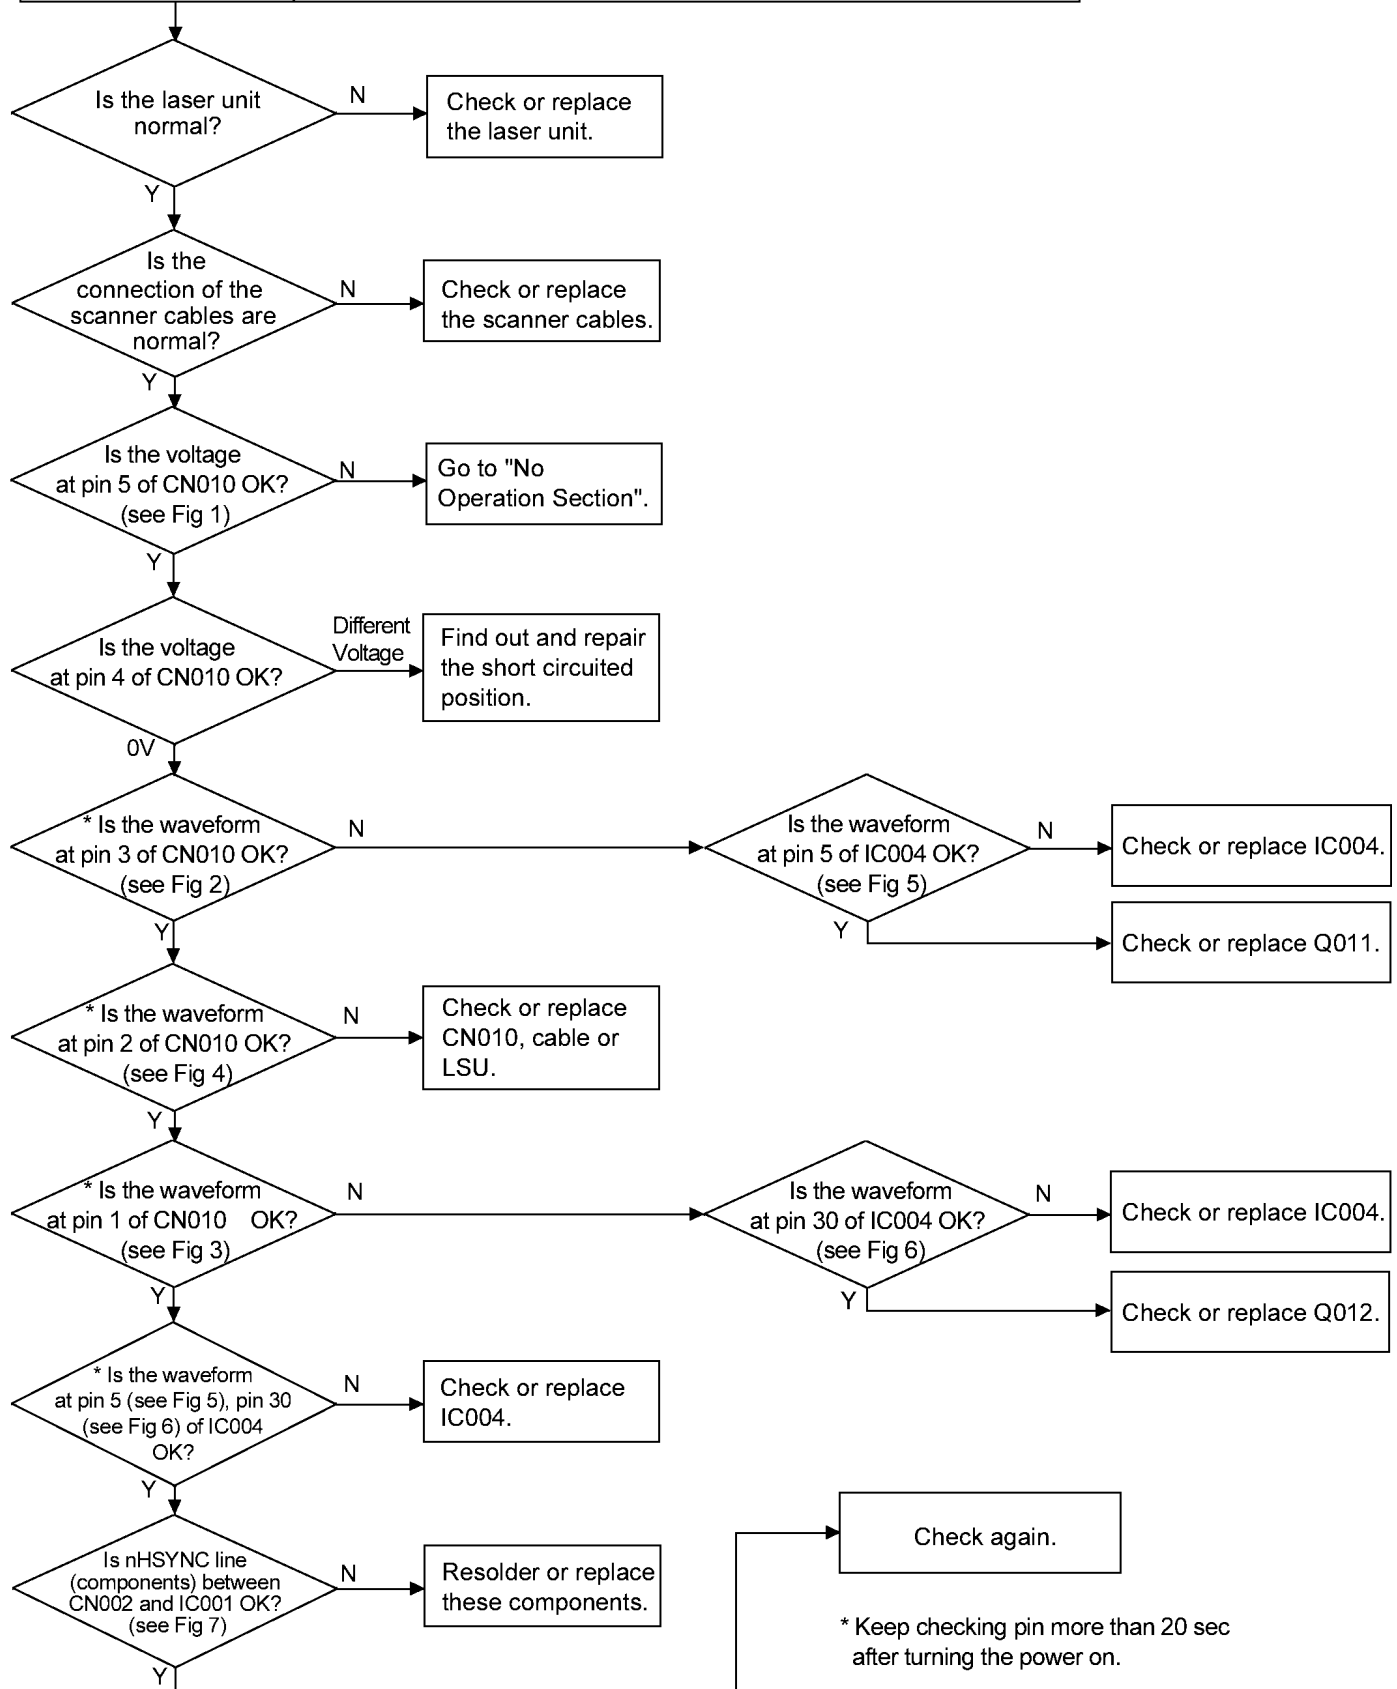 Is the laser unit
normal?
N
Check or replace
the laser unit.
Y
Is the
connection of the
scanner cables are
normal?
N
Check or replace
the scanner cables.
Y
Is the voltage
at pin 5 of CN010 OK?
(see Fig 1)
N
Go to "No
Operation Section".
Y
Is the voltage
at pin 4 of CN010 OK?
Different
Voltage
Find out and repair
the short circuited
position.
0V
* Is the waveform
at pin 3 of CN010 OK?
(see Fig 2)
N
Is the waveform
at pin 5 of IC004 OK?
(see Fig 5)
N
Check or replace IC004.
Y
Check or replace Q011.
Y
* Is the waveform
at pin 2 of CN010 OK?
(see Fig 4)
N
Check or replace
CN010, cable or
LSU.
Y
* Is the waveform
at pin 1 of CN010 OK?
(see Fig 3)
N
Is the waveform
at pin 30 of IC004 OK?
(see Fig 6)
N
Check or replace IC004.
Y
Check or replace Q012.
Y
* Is the waveform
at pin 5 (see Fig 5), pin 30
(see Fig 6) of IC004
OK?
N
Check or replace
IC004.
Y
Is nHSYNC line
(components) between
CN002 and IC001 OK?
(see Fig 7)
N
Resolder or replace
these components.
Y
Check again.
* Keep checking pin more than 20 sec
after turning the power on.